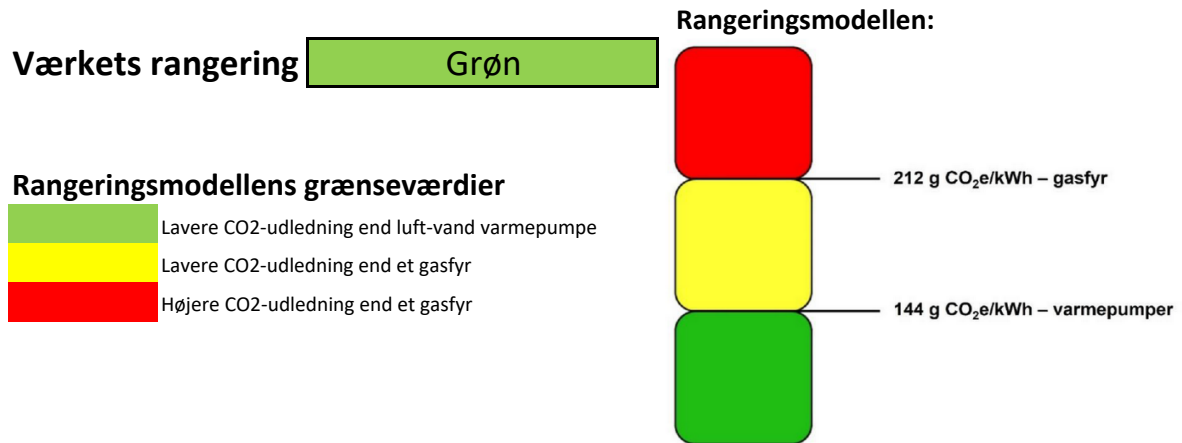 Rangeringsmodellen:
Værkets rangering
Grøn
Rangeringsmodellens grænseværdier
Lavere CO2-udledning end luft-vand varmepumpe
Lavere CO2-udledning end et gasfyr
Højere CO2-udledning end et gasfyr
212 g CO₂e/kWh – gasfyr
144 g CO₂e/kWh – varmepumper